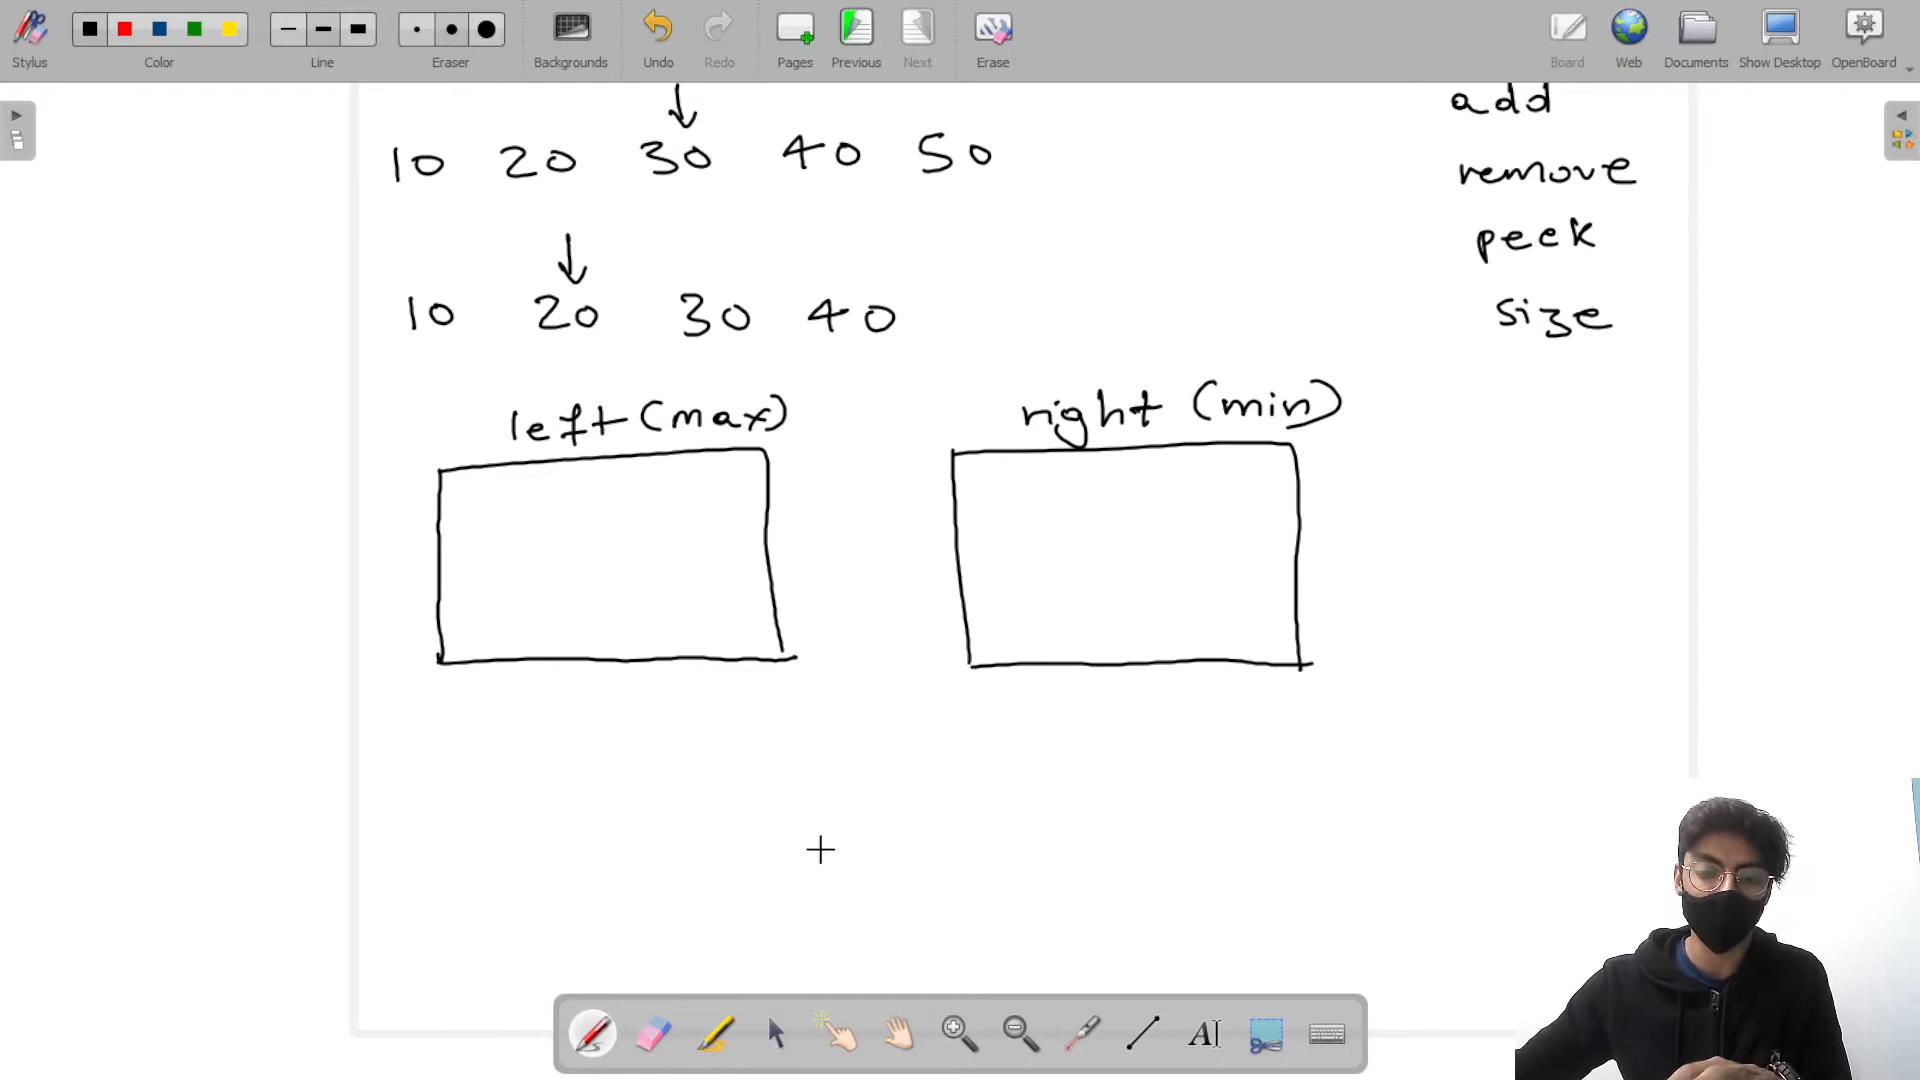 Stylus Color Line Eraser Backgrounds Undo Redo Pages Previous Next Erase Board Web Documents Show Desktop OpenBoard
add
10 20 30 40 50
remove
peek
10 20 30 40
size
left (max) right (min)
A